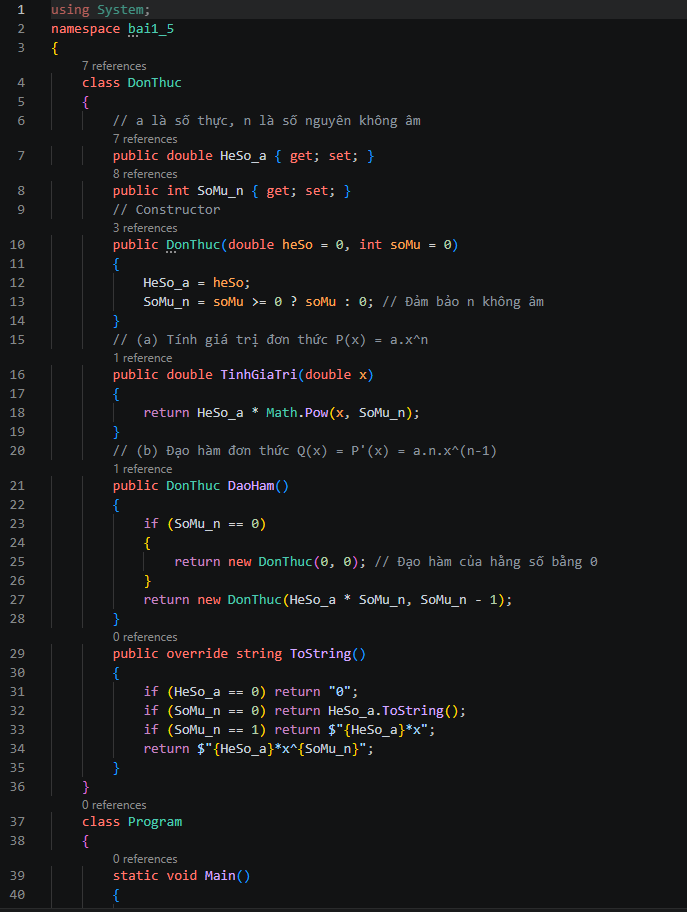 1 using System;
2 namespace bai1_5
3 {
7 references
4 class DonThuc
5 {
6 // a là số thực, n là số nguyên không âm
7 references
7 public double HeSo_a { get; set; }
8 references
8 public int SoMu_n { get; set; }
9 // Constructor
3 references
10 public DonThuc(double heSo = 0, int soMu = 0)
11 {
12 HeSo_a = heSo;
13 SoMu_n = soMu >= 0 ? soMu : 0; // Đảm bảo n không âm
14 }
15 // (a) Tính giá trị đơn thức P(x) = a.x^n
1 reference
16 public double TinhGiaTri(double x)
17 {
18 return HeSo_a * Math.Pow(x, SoMu_n);
19 }
20 // (b) Đạo hàm đơn thức Q(x) = P'(x) = a.n.x^(n-1)
1 reference
21 public DonThuc DaoHam()
22 {
23 if (SoMu_n == 0)
24 {
25 return new DonThuc(0, 0); // Đạo hàm của hằng số bằng 0
26 }
27 return new DonThuc(HeSo_a * SoMu_n, SoMu_n - 1);
28 }
0 references
29 public override string ToString()
30 {
31 if (HeSo_a == 0) return "0";
32 if (SoMu_n == 0) return HeSo_a.ToString();
33 if (SoMu_n == 1) return $"{HeSo_a}*x";
34 return $"{HeSo_a}*x^{SoMu_n}";
35 }
36 }
0 references
37 class Program
38 {
0 references
39 static void Main()
40 {